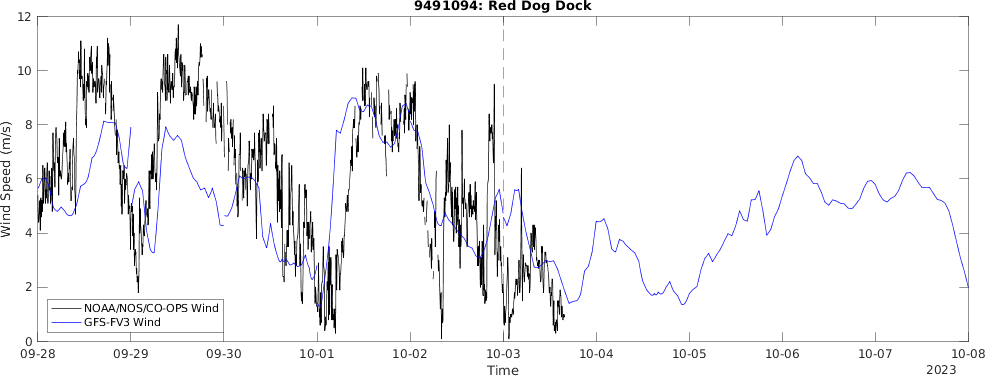 9491094: Red Dog Dock
12
10
8
6
4
2
0
Wind Speed (m/s)
NOAA/NOS/CO-OPS Wind
GFS-FV3 Wind
09-28 09-29 09-30 10-01 10-02 10-03 10-04 10-05 10-06 10-07 10-08
Time
2023